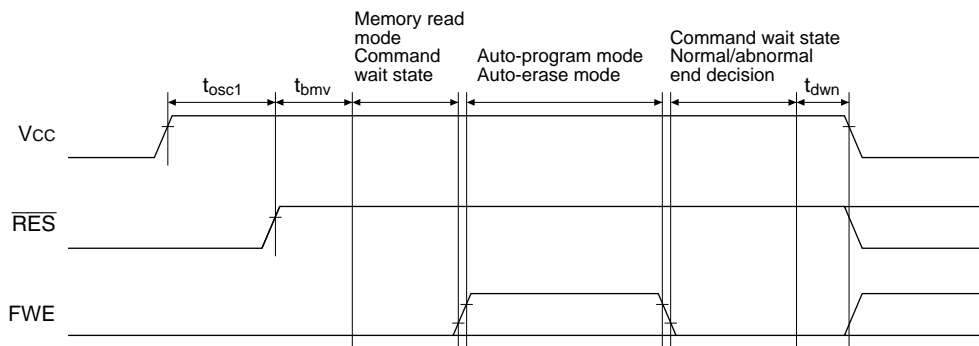 Memory read
mode
Command
wait state
Auto-program mode
Auto-erase mode
Command wait state
Normal/abnormal
end decision
tosc1
tbmv
tdwn
VCC
RES
FWE